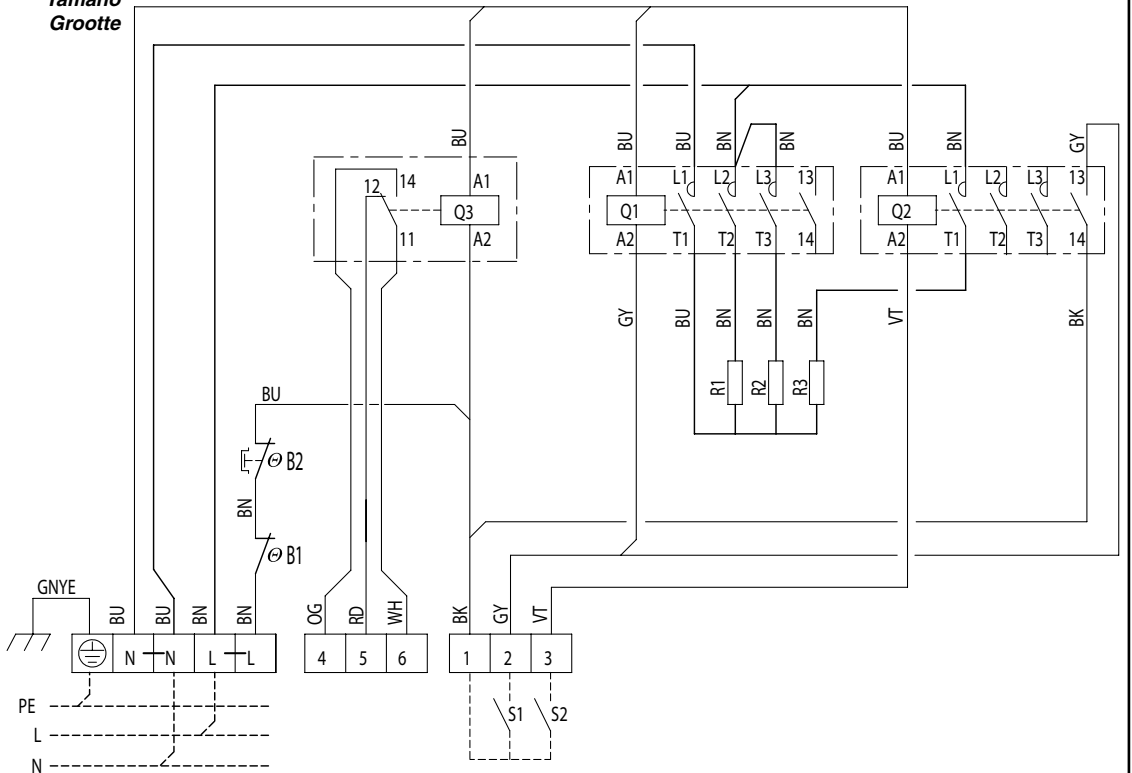 Grootte
BU
BU
BU
BN
BN
BU
BN
GY
12
14
A1
Q3
11
A2
A1
L1
L2
L3
13
Q1
A2
T1
T2
T3
14
A1
L1
L2
L3
13
Q2
A2
T1
T2
T3
14
GY
BU
BN
BN
BN
VT
BK
R1
R2
R3
BU
B2
BN
B1
GNYE
BU
BU
BN
BN
OG
RD
WH
BK
GY
VT
N
N
L
L
4
5
6
1
2
3
S1
S2
PE
L
N